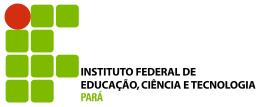 INSTITUTO FEDERAL DE
EDUCAÇÃO, CIÊNCIA E TECNOLOGIA
PARÁ